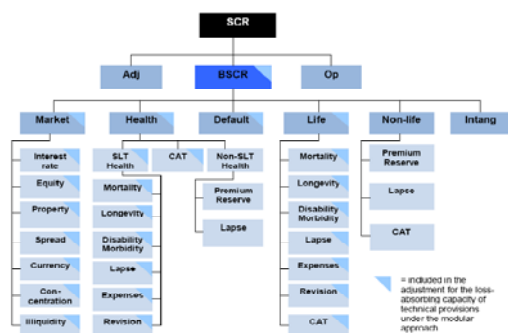 SCR
Adj
BSCR
Op
Market
Health
Default
Life
Non-life
Intang
Interest
rate
Equity
Property
Spread
Currency
Con-
centration
Illiquidity
SLT
Health
CAT
Non-SLT
Health
Mortality
Longevity
Disability
Morbidity
Lapse
Expenses
Revision
Premium
Reserve
Lapse
Mortality
Longevity
Disability
Morbidity
Lapse
Expenses
Revision
CAT
Premium
Reserve
Lapse
CAT
= included in the
adjustment for the loss-
absorbing capacity of
technical provisions
under the modular
approach